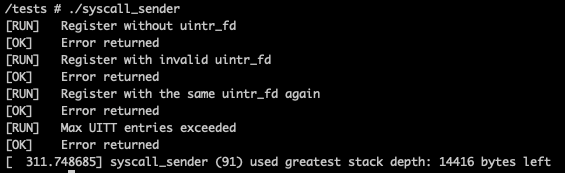 /tests # ./syscall_sender
[RUN]   Register without uintr_fd
[OK]    Error returned
[RUN]   Register with invalid uintr_fd
[OK]    Error returned
[RUN]   Register with the same uintr_fd again
[OK]    Error returned
[RUN]   Max UITT entries exceeded
[OK]    Error returned
[  311.748685] syscall_sender (91) used greatest stack depth: 14416 bytes left